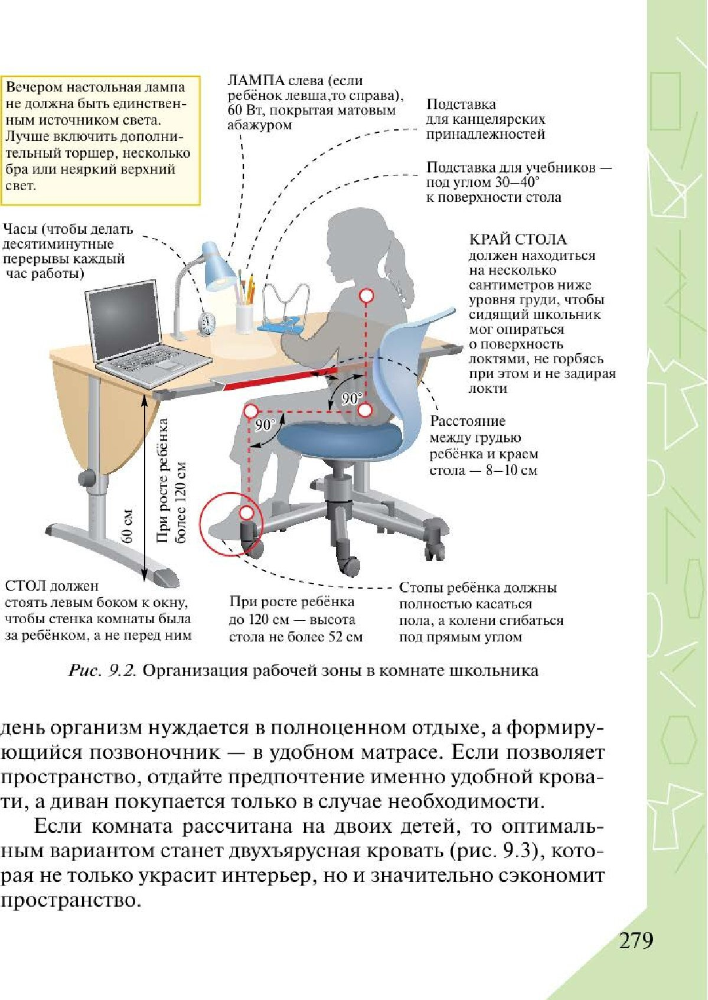 Вечером настольная лампа
не должна быть единствен-
ным источником света.
Лучше включить дополни-
тельный торшер, несколько
бра или неяркий верхний
свет.
ЛАМПА слева (если
ребёнок левша,то справа),
60 Вт, покрытая матовым
абажуром
Подставка
для канцелярских
принадлежностей
Подставка для учебников —
под углом 30–40°
к поверхности стола
Часы (чтобы делать
десятиминутные
перерывы каждый
час работы)
КРАЙ СТОЛА
должен находиться
на несколько
сантиметров ниже
уровня груди, чтобы
сидящий школьник
мог опираться
о поверхность
локтями, не горбясь
при этом и не задирая
локти
90°
90°
Расстояние
между грудью
ребёнка и краем
стола — 8–10 см
60 см
При росте ребёнка
более 120 см
СТОЛ должен
стоять левым боком к окну,
чтобы стенка комнаты была
за ребёнком, а не перед ним
При росте ребёнка
до 120 см — высота
стола не более 52 см
Стопы ребёнка должны
полностью касаться
пола, а колени сгибаться
под прямым углом
Рис. 9.2. Организация рабочей зоны в комнате школьника
день организм нуждается в полноценном отдыхе, а формиру-
ющийся позвоночник — в удобном матрасе. Если позволяет
пространство, отдайте предпочтение именно удобной крова-
ти, а диван покупается только в случае необходимости.
Если комната рассчитана на двоих детей, то оптималь-
ным вариантом станет двухъярусная кровать (рис. 9.3), кото-
рая не только украсит интерьер, но и значительно сэкономит
пространство.
279